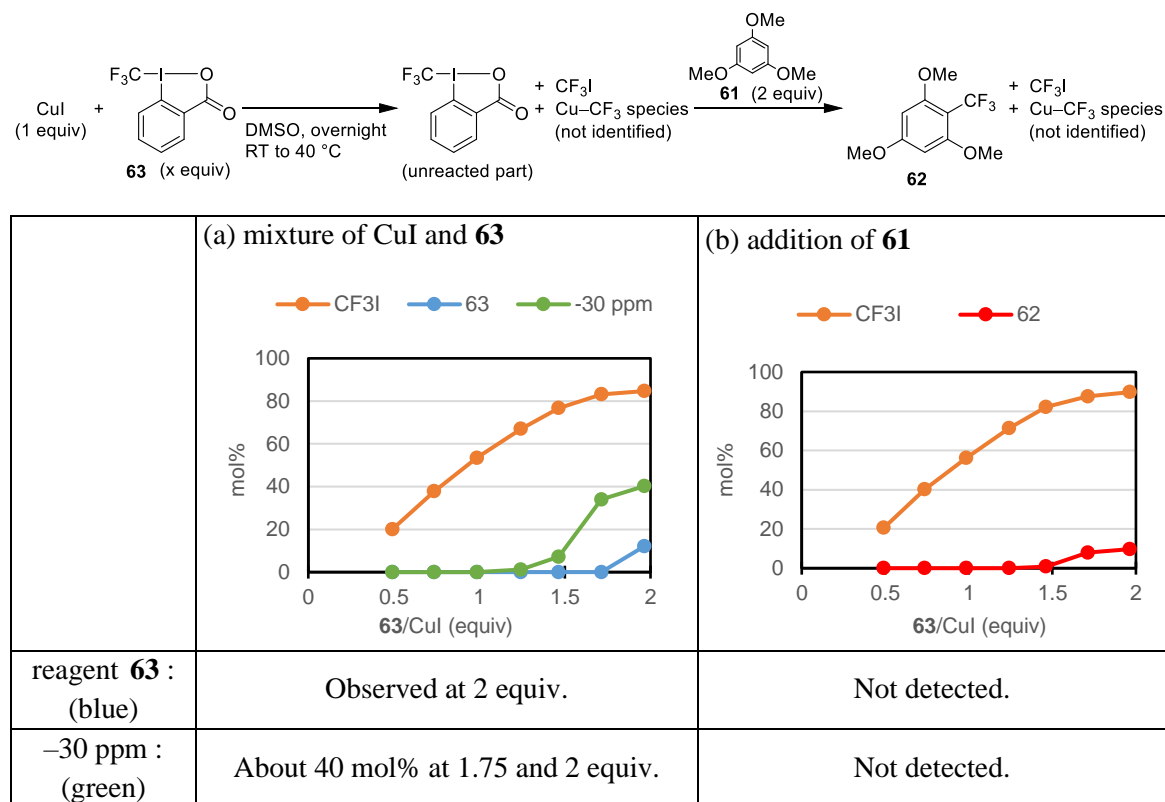 CuI + F3C I O O
(1 equiv)
63 (x equiv)
DMSO, overnight
RT to 40 °C
F3C I O O
(unreacted part)
+ CF3I
+ Cu–CF3 species
(not identified)
OMe
MeO OMe
61 (2 equiv)
OMe
CF3
MeO OMe
62
+ CF3I
+ Cu–CF3 species
(not identified)
(a) mixture of CuI and 63
CF3I 63 -30 ppm
100
80
60
40
20
0
mol%
0 0.5 1 1.5 2
63/CuI (equiv)
(b) addition of 61
CF3I 62
100
80
60
40
20
0
mol%
0 0.5 1 1.5 2
63/CuI (equiv)
reagent 63 :
(blue)
Observed at 2 equiv.
Not detected.
–30 ppm :
(green)
About 40 mol% at 1.75 and 2 equiv.
Not detected.